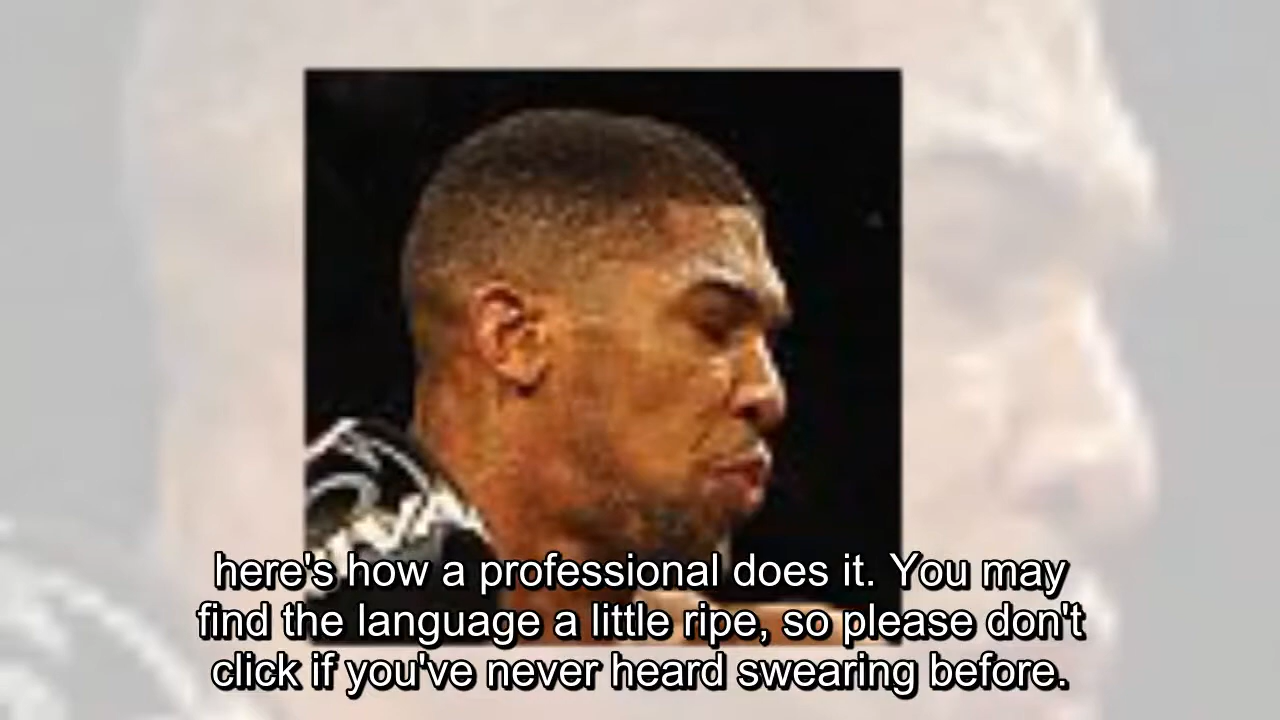 here's how a professional does it. You may
find the language a little ripe, so please don't
click if you've never heard swearing before.